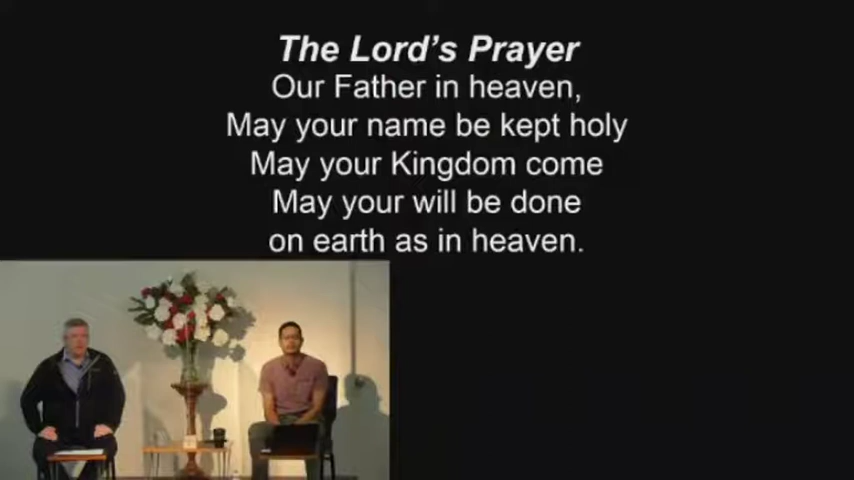 The Lord's Prayer
Our Father in heaven,
May your name be kept holy
May your Kingdom come
May your will be done
on earth as in heaven.